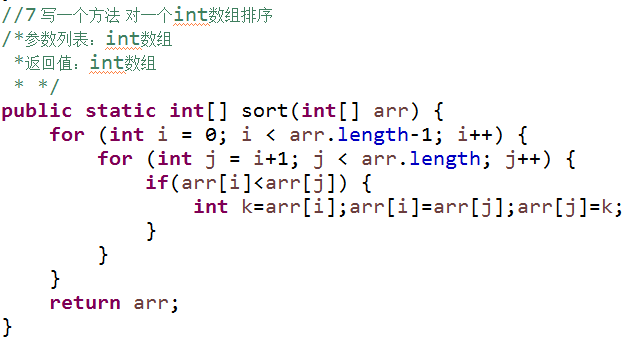 //7 写一个方法 对一个int数组排序
/*参数列表：int数组
 *返回值：int数组
 * */
public static int[] sort(int[] arr) {
    for (int i = 0; i < arr.length-1; i++) {
        for (int j = i+1; j < arr.length; j++) {
            if(arr[i]<arr[j]) {
                int k=arr[i];arr[i]=arr[j];arr[j]=k;
            }
        }
    }
    return arr;
}